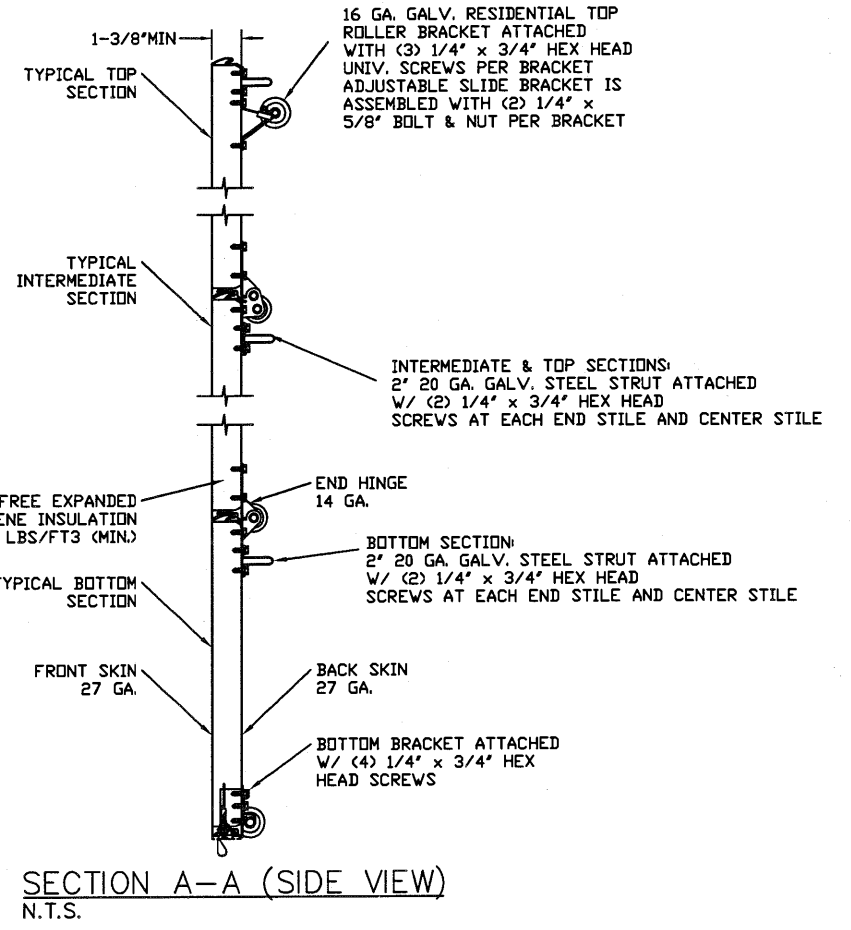 16 GA. GALV. RESIDENTIAL TOP
ROLLER BRACKET ATTACHED
WITH (3) 1/4" x 3/4" HEX HEAD
UNIV. SCREWS PER BRACKET
ADJUSTABLE SLIDE BRACKET IS
ASSEMBLED WITH (2) 1/4" x
5/8" BOLT & NUT PER BRACKET
1-3/8"MIN
TYPICAL TOP
SECTION
TYPICAL
INTERMEDIATE
SECTION
INTERMEDIATE & TOP SECTIONS:
2" 20 GA. GALV. STEEL STRUT ATTACHED
W/ (2) 1/4" x 3/4" HEX HEAD
SCREWS AT EACH END STILE AND CENTER STILE
FREE EXPANDED
ENE INSULATION
LBS/FT3 (MIN.)
END HINGE
14 GA.
BOTTOM SECTION:
2" 20 GA. GALV. STEEL STRUT ATTACHED
W/ (2) 1/4" x 3/4" HEX HEAD
SCREWS AT EACH END STILE AND CENTER STILE
TYPICAL BOTTOM
SECTION
FRONT SKIN
27 GA.
BACK SKIN
27 GA.
BOTTOM BRACKET ATTACHED
W/ (4) 1/4" x 3/4" HEX
HEAD SCREWS
SECTION A-A (SIDE VIEW)
N.T.S.